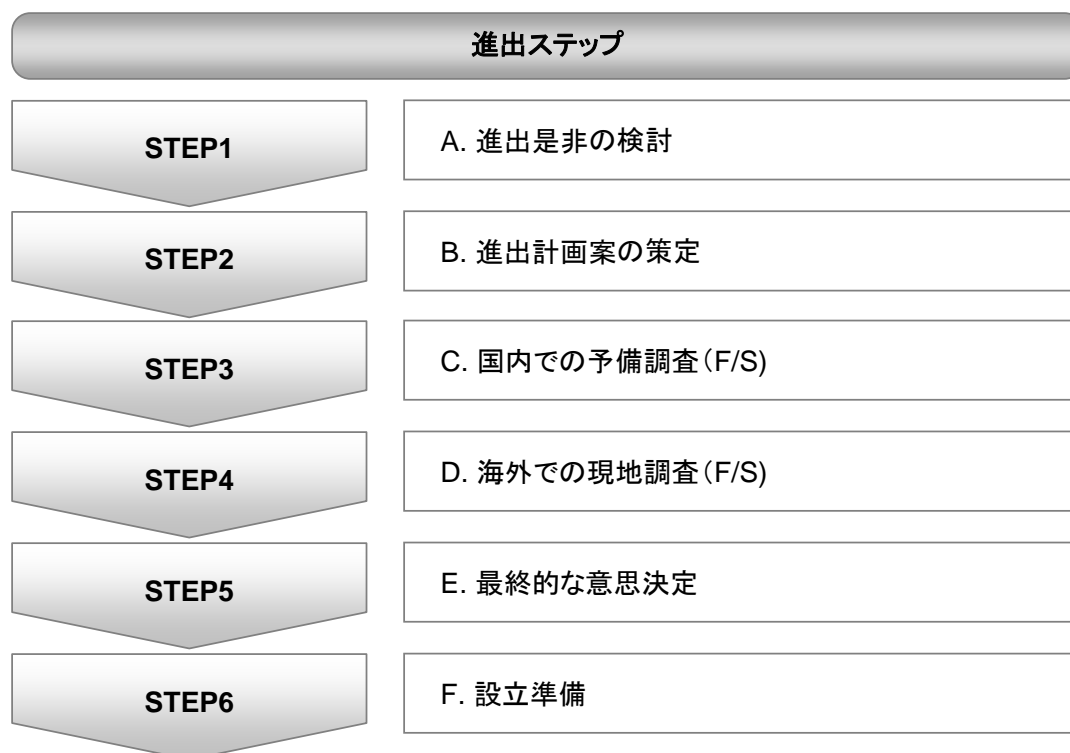 進出ステップ
STEP1
A. 進出是非の検討
STEP2
B. 進出計画案の策定
STEP3
C. 国内での予備調査（F/S)
STEP4
D. 海外での現地調査（F/S)
STEP5
E. 最終的な意思決定
STEP6
F. 設立準備